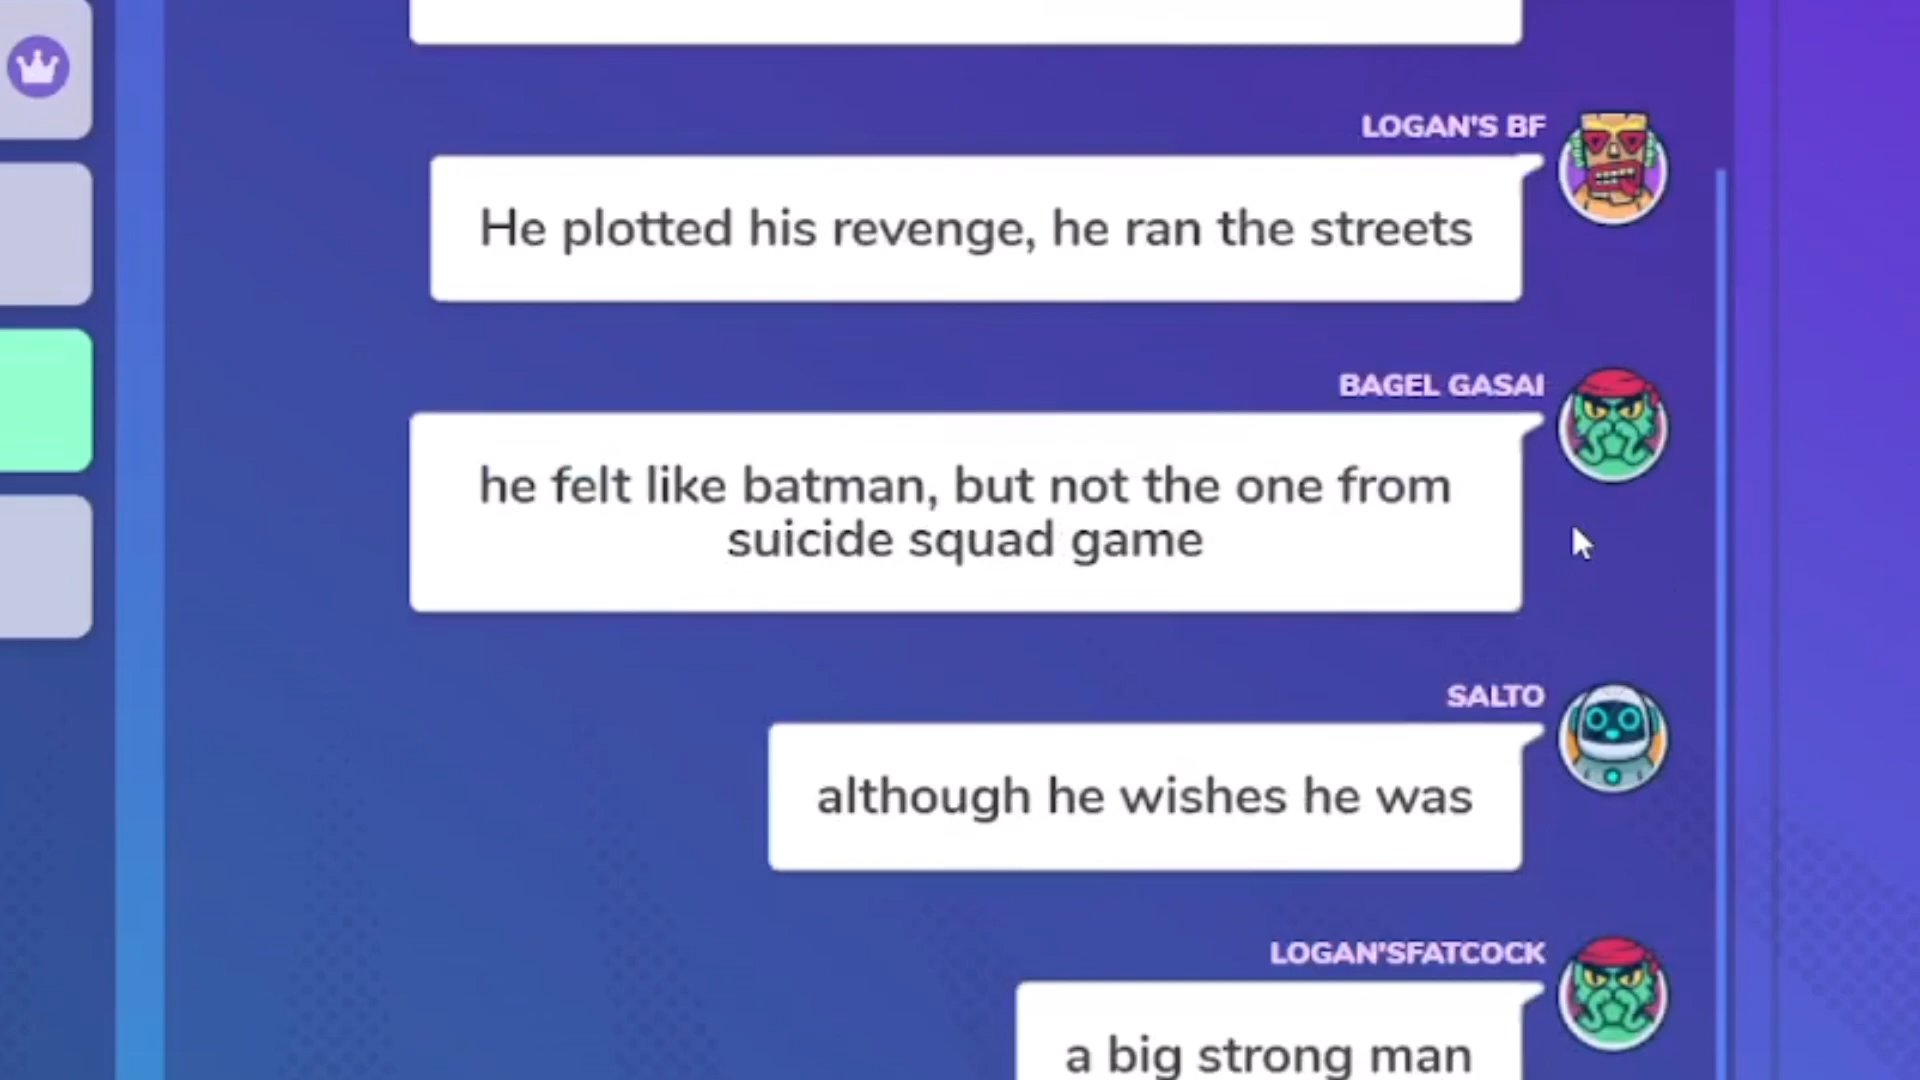 LOGAN'S BF
He plotted his revenge, he ran the streets
BAGEL GASAI
he felt like batman, but not the one from
suicide squad game
SALTO
although he wishes he was
LOGAN'SFATCOCK
a big strong man